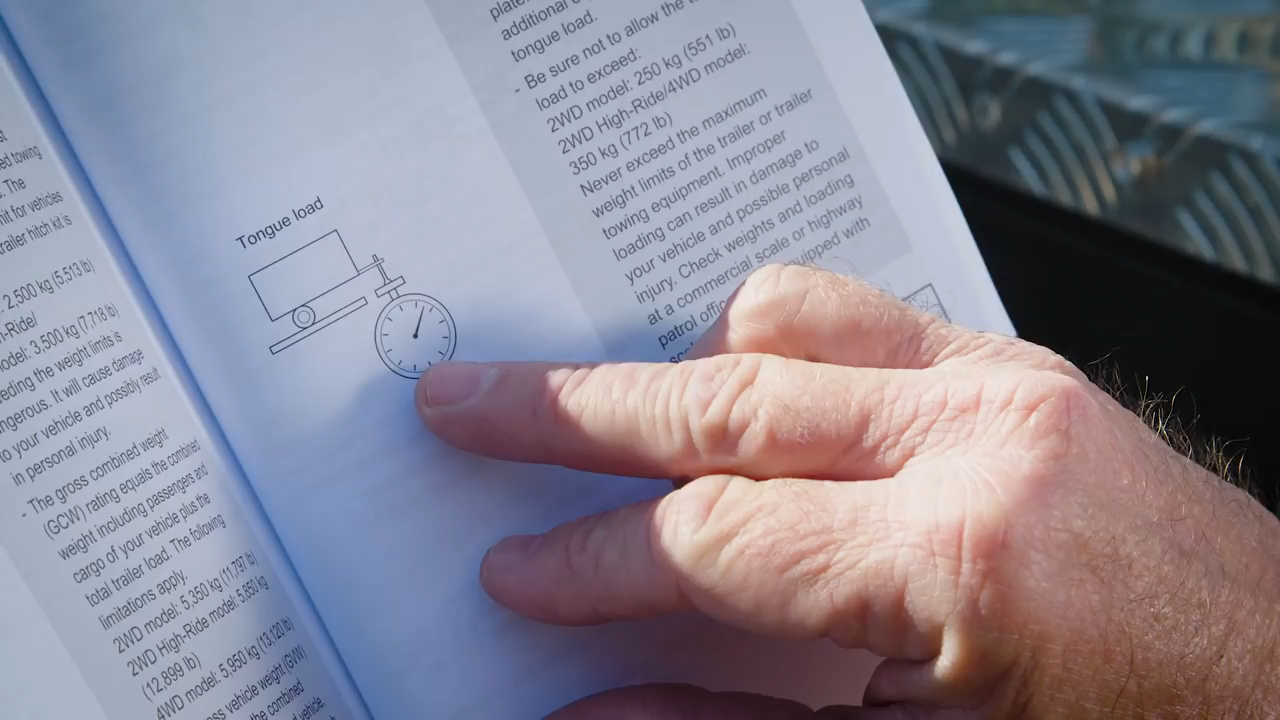 ed towing
The
nit for vehicles
trailer hitch kit is
2,500 kg (5,513 lb)
n-Ride/
model: 3,500 kg (7,718 lb)
eeding the weight limits is
ngerous. It will cause damage
to your vehicle and possibly result
in personal injury.
- The gross combined weight
(GCW) rating equals the combined
weight including passengers and
cargo of your vehicle plus the
total trailer load. The following
limitations apply.
2WD model: 5,350 kg (11,797 lb)
2WD High-Ride model: 5,850 kg
(12,899 lb)
4WD model: 5,950 kg (13,120 lb)
ss vehicle weight (GVW)
the combined
nd vehicle,
Tongue load
additional
tongue load.
- Be sure not to allow the
load to exceed:
2WD model: 250 kg (551 lb)
2WD High-Ride/4WD model:
350 kg (772 lb)
Never exceed the maximum
weight limits of the trailer or trailer
towing equipment. Improper
loading can result in damage to
your vehicle and possible personal
injury. Check weights and loading
at a commercial scale or highway
patrol offic quipped with